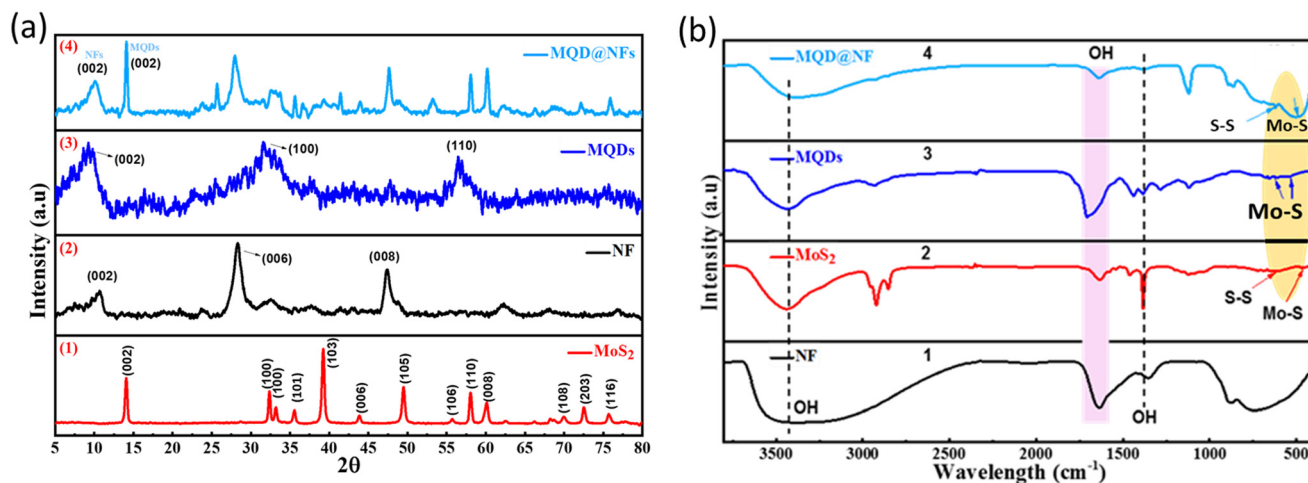 (a)
Intensity (a.u)
(4)
NFs
(002)
MQDs
(002)
MQD@NFs
(3)
(002)
(100)
(110)
MQDs
(2)
(002)
(006)
(008)
NF
(1)
(002)
(100)
(100)
(101)
(103)
(006)
(105)
(106)
(110)
(008)
(108)
(203)
(116)
MoS₂
5 10 15 20 25 30 35 40 45 50 55 60 65 70 75 80
2θ
(b)
Intensity (a.u)
MQD@NF
4
OH
S-S
Mo-S
MQDs
3
Mo-S
MoS₂
2
S-S
Mo-S
NF
1
OH
OH
3500 3000 2500 2000 1500 1000 500
Wavelength (cm⁻¹)